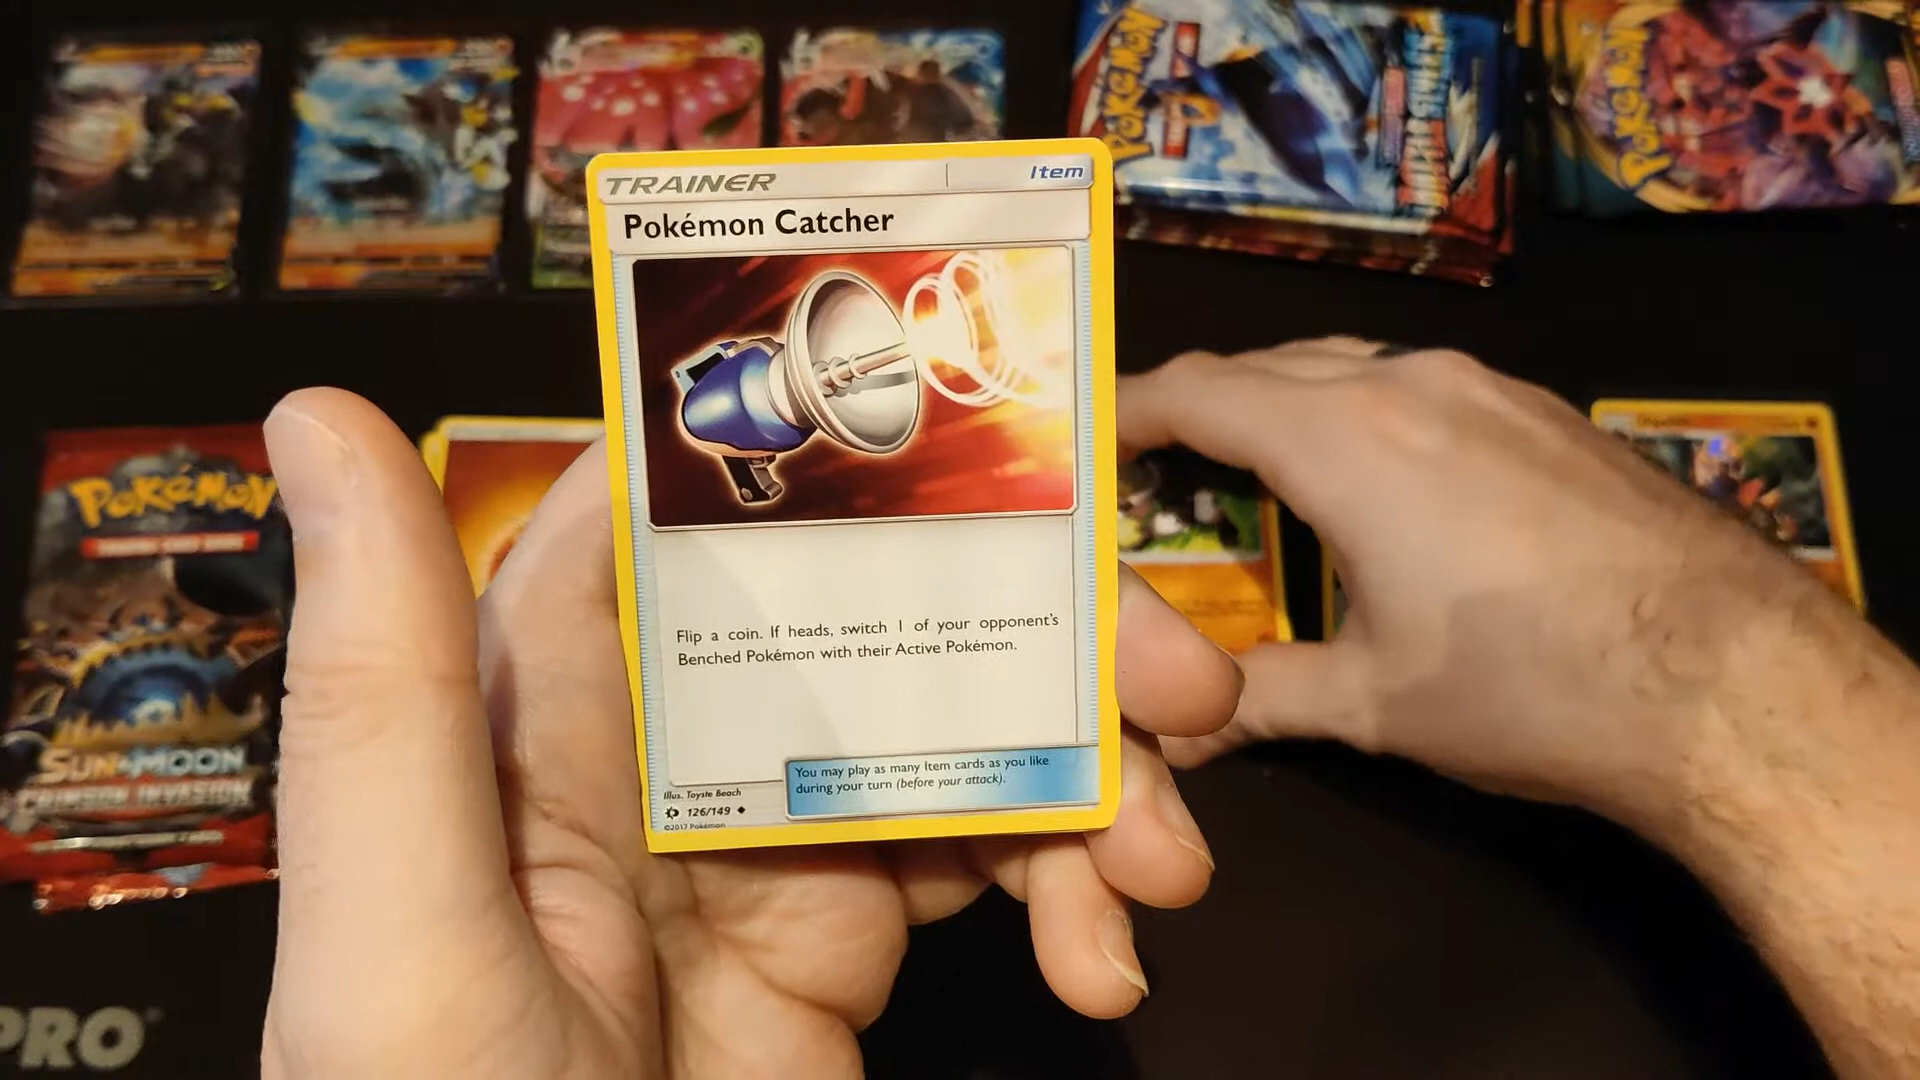 POKÉMON
POKÉMON
TRAINER
Item
Pokémon Catcher
POKÉMON
SUN & MOON
CRIMSON INVASION
Flip a coin. If heads, switch 1 of your opponent's
Benched Pokémon with their Active Pokémon.
You may play as many Item cards as you like
during your turn (before your attack).
Illus. Toyste Beach
126/149
©2017 Pokémon
PRO